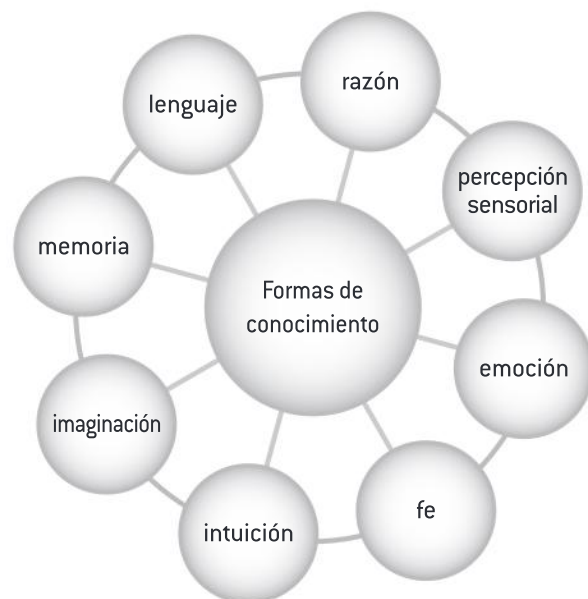 lenguaje
razón
percepción
sensorial
memoria
Formas de
conocimiento
emoción
imaginación
intuición
fe